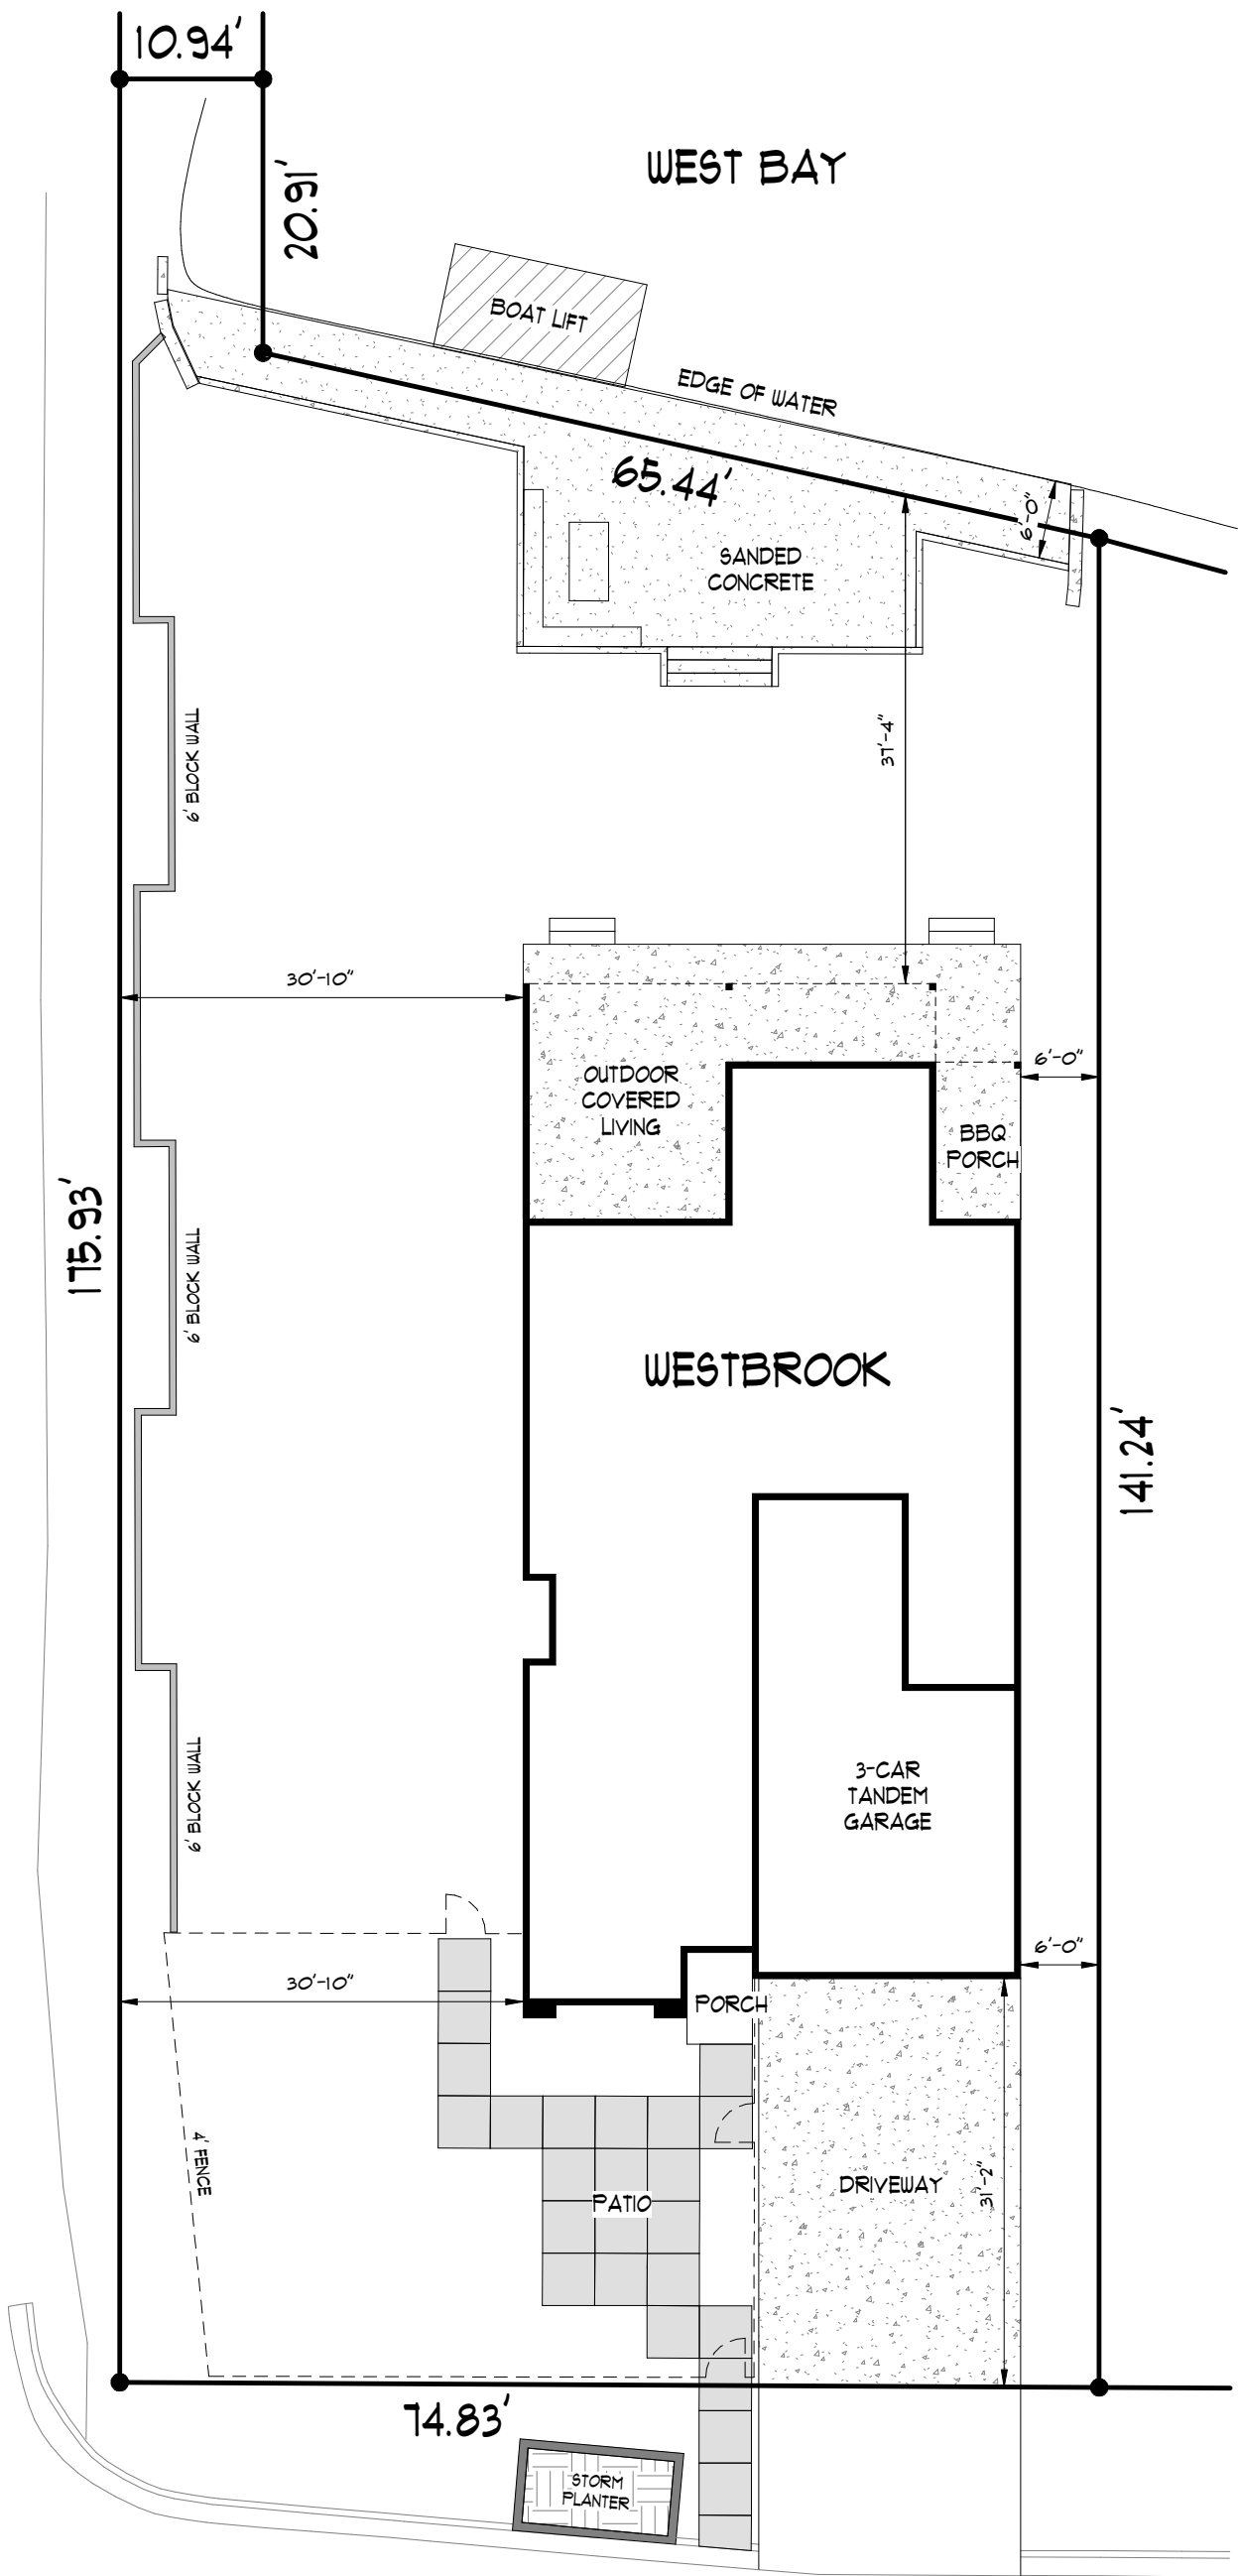 10.94'
20.91'
WEST BAY
BOAT LIFT
EDGE OF WATER
65.44'
6'-0"
SANDED
CONCRETE
37'-4"
6' BLOCK WALL
30'-10"
6'-0"
OUTDOOR
COVERED
LIVING
BBQ
PORCH
175.93'
6' BLOCK WALL
WESTBROOK
141.24'
6' BLOCK WALL
3-CAR
TANDEM
GARAGE
30'-10"
6'-0"
PORCH
4' FENCE
PATIO
DRIVEWAY
31'-2"
74.83'
STORM
PLANTER